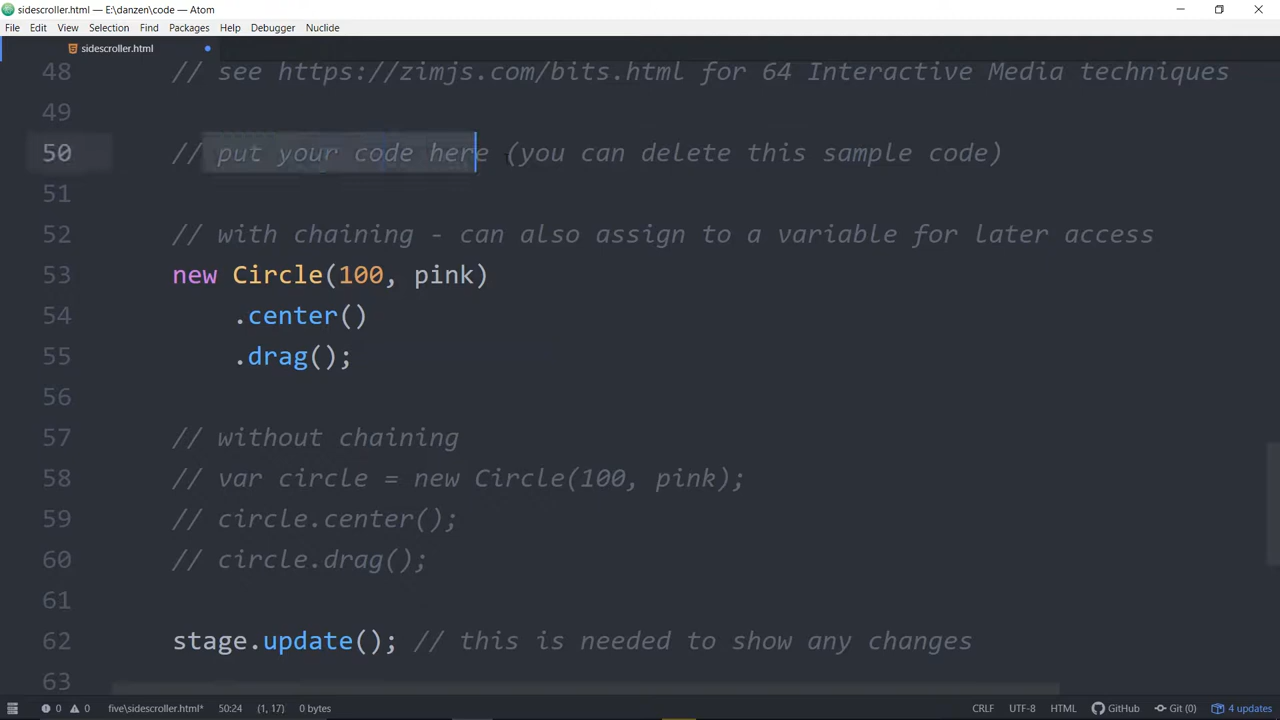 sidescroller.html — E:\danzen\code — Atom
File Edit View Selection Find Packages Help Debugger Nuclide
sidescroller.html
48 // see https://zimjs.com/bits.html for 64 Interactive Media techniques
49
50 // put your code here (you can delete this sample code)
51
52 // with chaining - can also assign to a variable for later access
53 new Circle(100, pink)
54 .center()
55 .drag();
56
57 // without chaining
58 // var circle = new Circle(100, pink);
59 // circle.center();
60 // circle.drag();
61
62 stage.update(); // this is needed to show any changes
63
0 0 five\sidescroller.html* 50:24 (1, 17) 0 bytes CRLF UTF-8 HTML GitHub Git (0) 4 updates